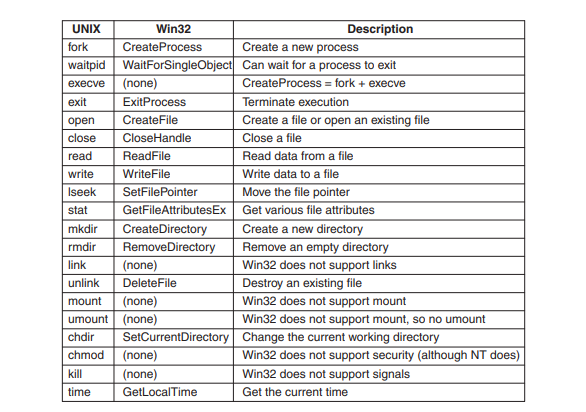 UNIX Win32 Description
fork CreateProcess Create a new process
waitpid WaitForSingleObject Can wait for a process to exit
execve (none) CreateProcess = fork + execve
exit ExitProcess Terminate execution
open CreateFile Create a file or open an existing file
close CloseHandle Close a file
read ReadFile Read data from a file
write WriteFile Write data to a file
lseek SetFilePointer Move the file pointer
stat GetFileAttributesEx Get various file attributes
mkdir CreateDirectory Create a new directory
rmdir RemoveDirectory Remove an empty directory
link (none) Win32 does not support links
unlink DeleteFile Destroy an existing file
mount (none) Win32 does not support mount
umount (none) Win32 does not support mount, so no umount
chdir SetCurrentDirectory Change the current working directory
chmod (none) Win32 does not support security (although NT does)
kill (none) Win32 does not support signals
time GetLocalTime Get the current time